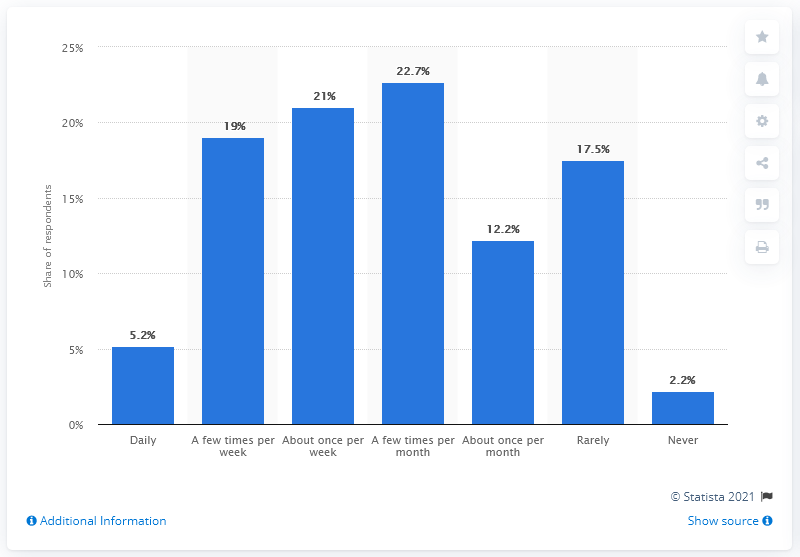 25%
20%
15%
10%
5%
0%
Share of respondents
5.2%
19%
21%
22.7%
12.2%
17.5%
2.2%
Daily
A few times per
week
About once per
week
A few times per
month
About once per
month
Rarely
Never
© Statista 2021
Additional Information
Show source